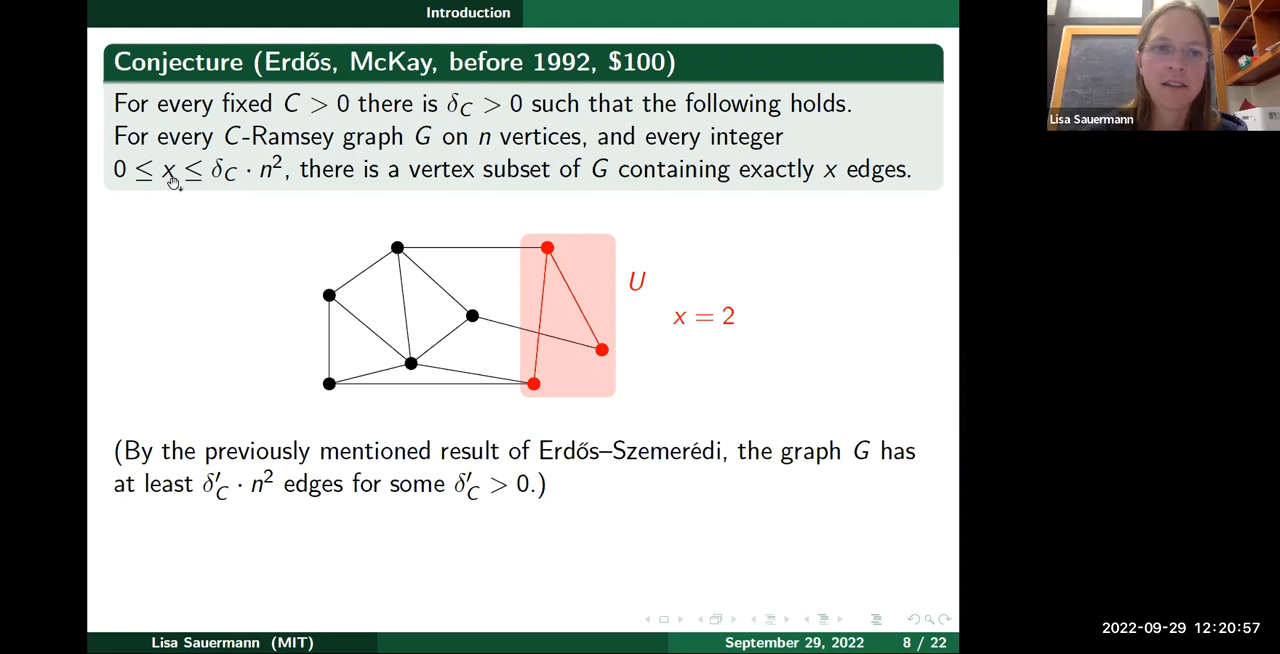 Introduction
Conjecture (Erdős, McKay, before 1992, $100)
For every fixed C > 0 there is δ_C > 0 such that the following holds.
For every C-Ramsey graph G on n vertices, and every integer
0 ≤ x ≤ δ_C · n², there is a vertex subset of G containing exactly x edges.
U
x = 2
(By the previously mentioned result of Erdős–Szemerédi, the graph G has
at least δ′_C · n² edges for some δ′_C > 0.)
Lisa Sauermann (MIT)
September 29, 2022
8 / 22
Lisa Sauermann
2022-09-29 12:20:57